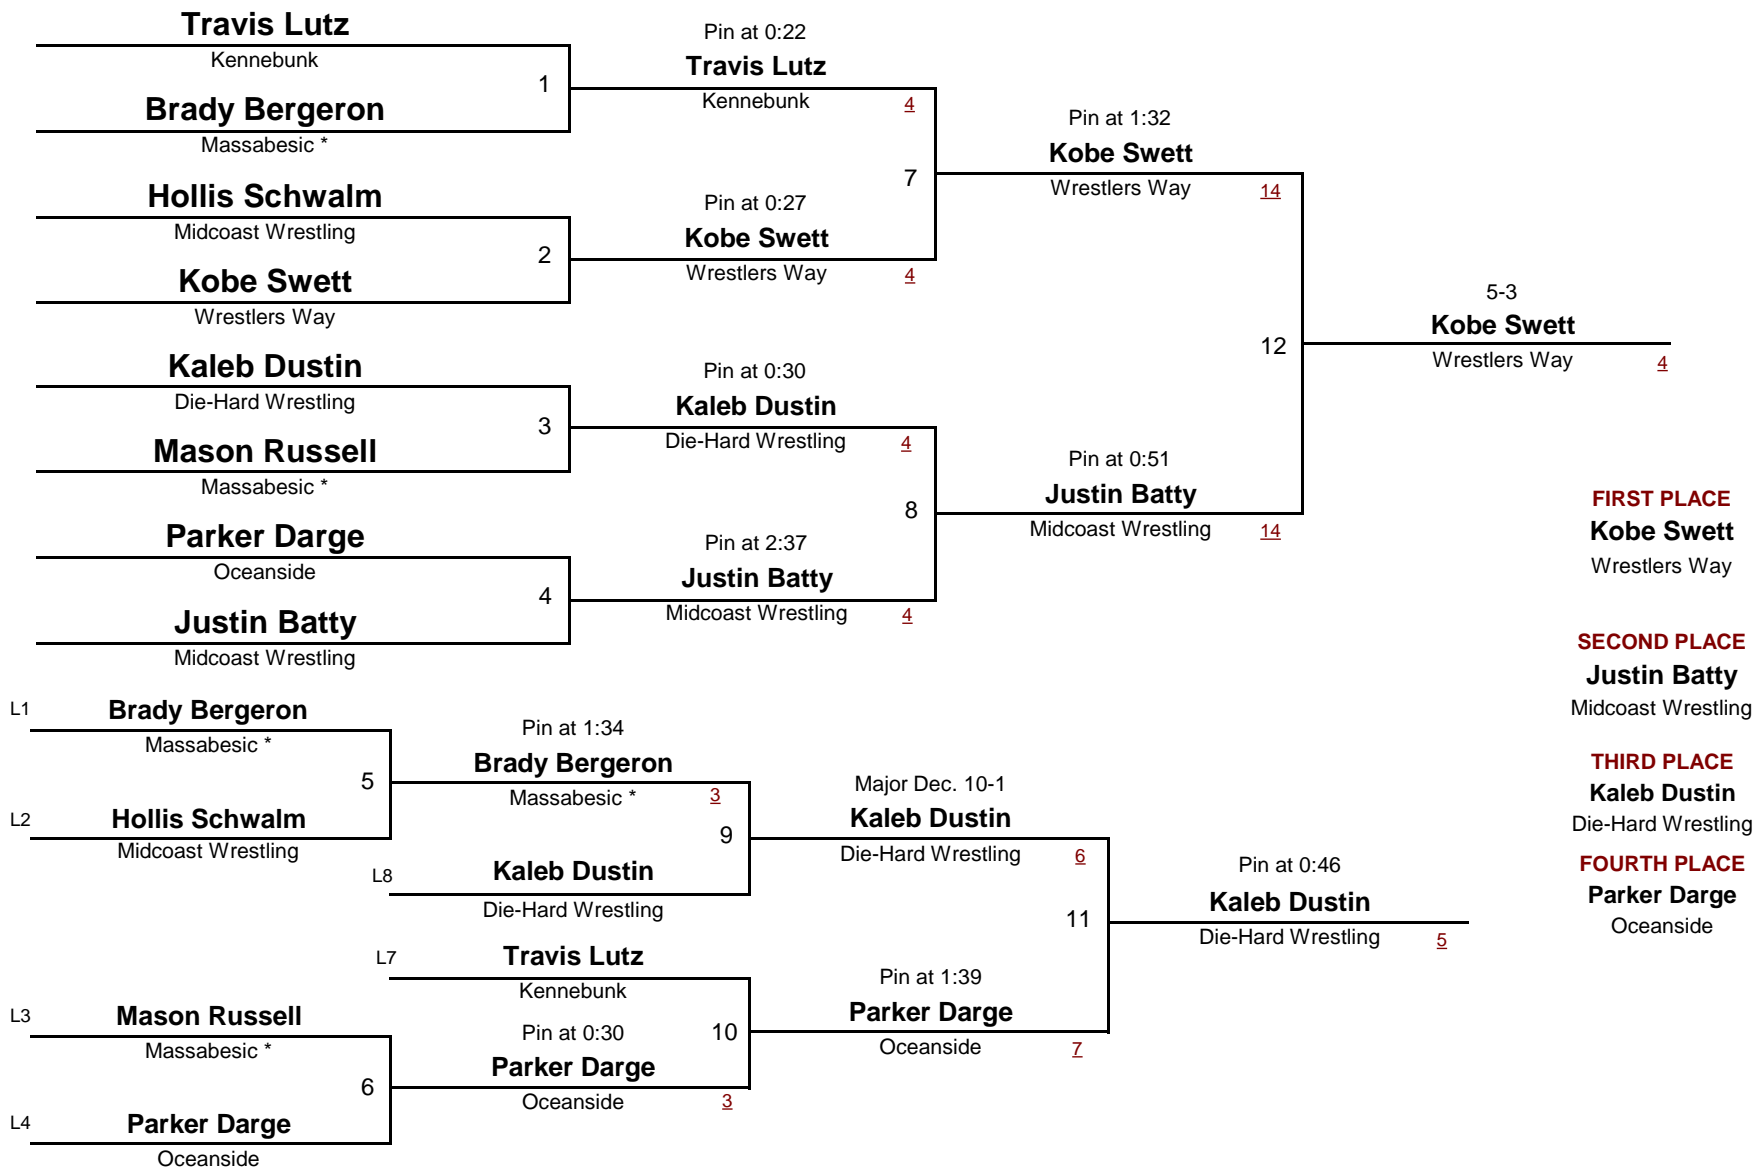 Travis Lutz
Kennebunk
1
Brady Bergeron
Massabesic *
Hollis Schwalm
Midcoast Wrestling
2
Kobe Swett
Wrestlers Way
Kaleb Dustin
Die-Hard Wrestling
3
Mason Russell
Massabesic *
Parker Darge
Oceanside
4
Justin Batty
Midcoast Wrestling
Pin at 0:22
Travis Lutz
Kennebunk 4
7
Pin at 0:27
Kobe Swett
Wrestlers Way 4
Pin at 0:30
Kaleb Dustin
Die-Hard Wrestling 4
8
Pin at 2:37
Justin Batty
Midcoast Wrestling 4
Pin at 1:32
Kobe Swett
Wrestlers Way 14
12
Pin at 0:51
Justin Batty
Midcoast Wrestling 14
5-3
Kobe Swett
Wrestlers Way 4
FIRST PLACE
Kobe Swett
Wrestlers Way
SECOND PLACE
Justin Batty
Midcoast Wrestling
THIRD PLACE
Kaleb Dustin
Die-Hard Wrestling
FOURTH PLACE
Parker Darge
Oceanside
L1 Brady Bergeron
Massabesic *
5
L2 Hollis Schwalm
Midcoast Wrestling
Pin at 1:34
Brady Bergeron
Massabesic * 3
9
L8 Kaleb Dustin
Die-Hard Wrestling
L7 Travis Lutz
Kennebunk
10
L3 Mason Russell
Massabesic *
6
L4 Parker Darge
Oceanside
Pin at 0:30
Parker Darge
Oceanside 3
Major Dec. 10-1
Kaleb Dustin
Die-Hard Wrestling 6
11
Pin at 1:39
Parker Darge
Oceanside 7
Pin at 0:46
Kaleb Dustin
Die-Hard Wrestling 5